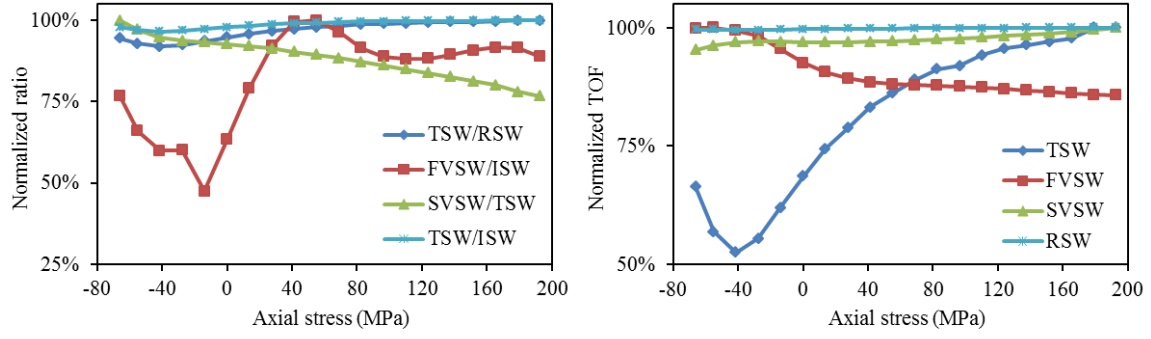 Normalized ratio
100%
75%
50%
25%
TSW/RSW
FVSW/ISW
SVSW/TSW
TSW/ISW
-80 -40 0 40 80 120 160 200
Axial stress (MPa)
Normalized TOF
100%
75%
50%
TSW
FVSW
SVSW
RSW
-80 -40 0 40 80 120 160 200
Axial stress (MPa)